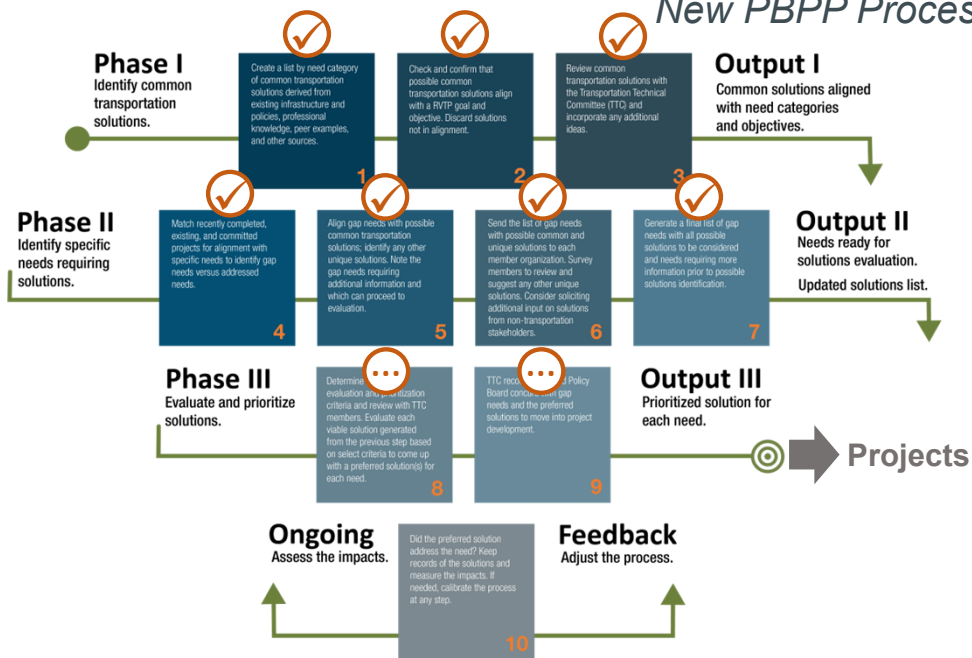 New PBPP Proces
Phase I
Identify common
transportation
solutions.
Create a list by need category
of common transportation
solutions derived from
existing infrastructure and
policies, professional
knowledge, peer examples,
and other sources.
1
Check and confirm that
possible common
transportation solutions align
with a RVTP goal and
objective. Discard solutions
not in alignment.
2
Review common
transportation solutions with
the Transportation Technical
Committee (TTC) and
incorporate any additional
ideas.
3
Output I
Common solutions aligned
with need categories
and objectives.
Phase II
Identify specific
needs requiring
solutions.
Match recently completed,
existing, and committed
projects for alignment with
specific needs to identify gap
needs versus addressed
needs.
4
Align gap needs with possible
common transportation
solutions; identify any other
unique solutions. Note the
gap needs requiring
additional information and
which can proceed to
evaluation.
5
Send the list of gap needs
with possible common and
unique solutions to each
member organization. Survey
members to review and
suggest any other unique
solutions. Consider soliciting
additional input on solutions
from non-transportation
stakeholders.
6
Generate a final list of gap
needs with all possible
solutions to be considered
and needs requiring more
information prior to possible
solutions identification.
7
Output II
Needs ready for
solutions evaluation.
Updated solutions list.
Phase III
Evaluate and prioritize
solutions.
Determine
evaluation and
criteria and review with TTC
members. Evaluate each
viable solution generated
from the previous step based
on select criteria to come up
with a preferred solution(s) for
each need.
8
TTC Policy
Board gap
needs and the preferred
solutions to move into project
development.
9
Output III
Prioritized solution for
each need.
Projects
Ongoing
Assess the impacts.
Did the preferred solution
address the need? Keep
records of the solutions and
measure the impacts. If
needed, calibrate the process
at any step.
10
Feedback
Adjust the process.